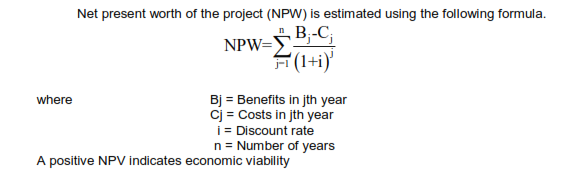 Net present worth of the project (NPW) is estimated using the following formula.
NPW=∑_{j=1}^{n} \frac{B_j-C_j}{(1+i)^j}
where Bj = Benefits in jth year
Cj = Costs in jth year
i = Discount rate
n = Number of years
A positive NPV indicates economic viability